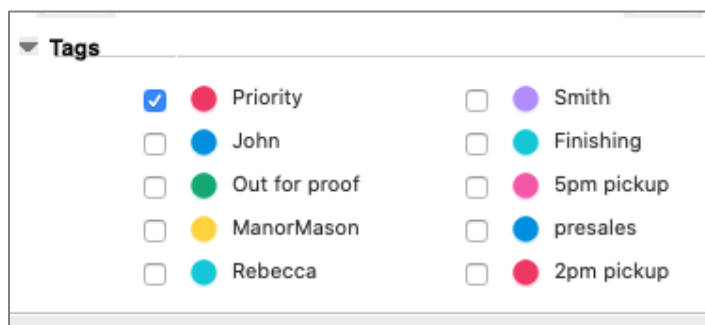 Tags
Priority
Smith
John
Finishing
Out for proof
5pm pickup
ManorMason
presales
Rebecca
2pm pickup